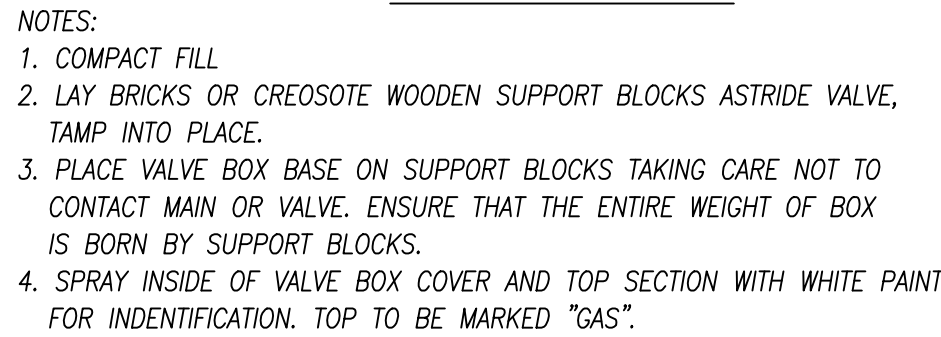 NOTES:
1. COMPACT FILL
2. LAY BRICKS OR CREOSOTE WOODEN SUPPORT BLOCKS ASTRIDE VALVE,
TAMP INTO PLACE.
3. PLACE VALVE BOX BASE ON SUPPORT BLOCKS TAKING CARE NOT TO
CONTACT MAIN OR VALVE. ENSURE THAT THE ENTIRE WEIGHT OF BOX
IS BORN BY SUPPORT BLOCKS.
4. SPRAY INSIDE OF VALVE BOX COVER AND TOP SECTION WITH WHITE PAINT
FOR INDENTIFICATION. TOP TO BE MARKED "GAS".